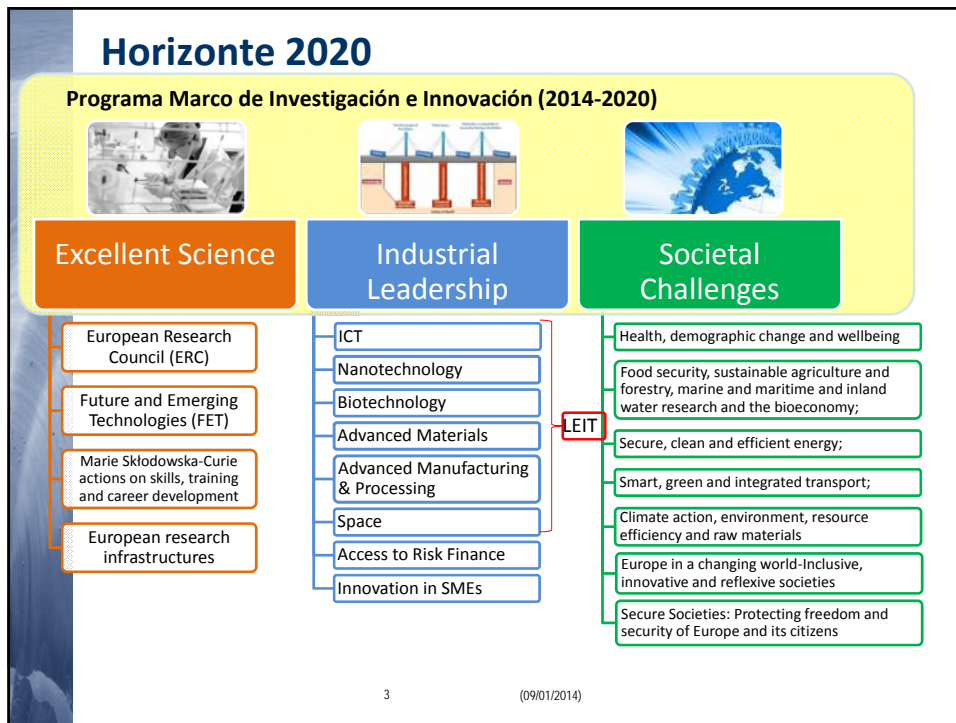 Horizonte 2020
Programa Marco de Investigación e Innovación (2014-2020)
Excellent Science
Industrial
Leadership
Societal
Challenges
European Research
Council (ERC)
Future and Emerging
Technologies (FET)
Marie Skłodowska-Curie
actions on skills, training
and career development
European research
infrastructures
ICT
Nanotechnology
Biotechnology
Advanced Materials
Advanced Manufacturing
& Processing
Space
Access to Risk Finance
Innovation in SMEs
LEIT
Health, demographic change and wellbeing
Food security, sustainable agriculture and
forestry, marine and maritime and inland
water research and the bioeconomy;
Secure, clean and efficient energy;
Smart, green and integrated transport;
Climate action, environment, resource
efficiency and raw materials
Europe in a changing world-Inclusive,
innovative and reflexive societies
Secure Societies: Protecting freedom and
security of Europe and its citizens
3 (09/01/2014)